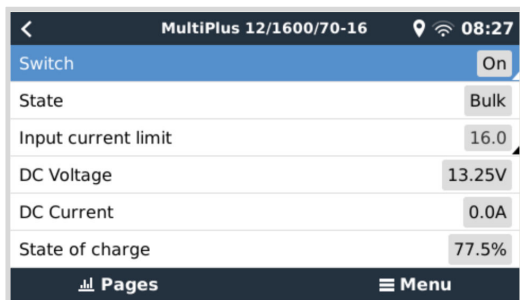 MultiPlus 12/1600/70-16 08:27
Switch On
State Bulk
Input current limit 16.0
DC Voltage 13.25V
DC Current 0.0A
State of charge 77.5%
Pages Menu